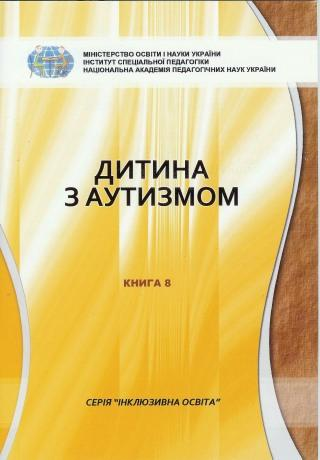 МІНІСТЕРСТВО ОСВІТИ І НАУКИ УКРАЇНИ
ІНСТИТУТ СПЕЦІАЛЬНОЇ ПЕДАГОГІКИ
НАЦІОНАЛЬНА АКАДЕМІЯ ПЕДАГОГІЧНИХ НАУК УКРАЇНИ
ДИТИНА
З АУТИЗМОМ
КНИГА 8
СЕРІЯ "ІНКЛЮЗИВНА ОСВІТА"